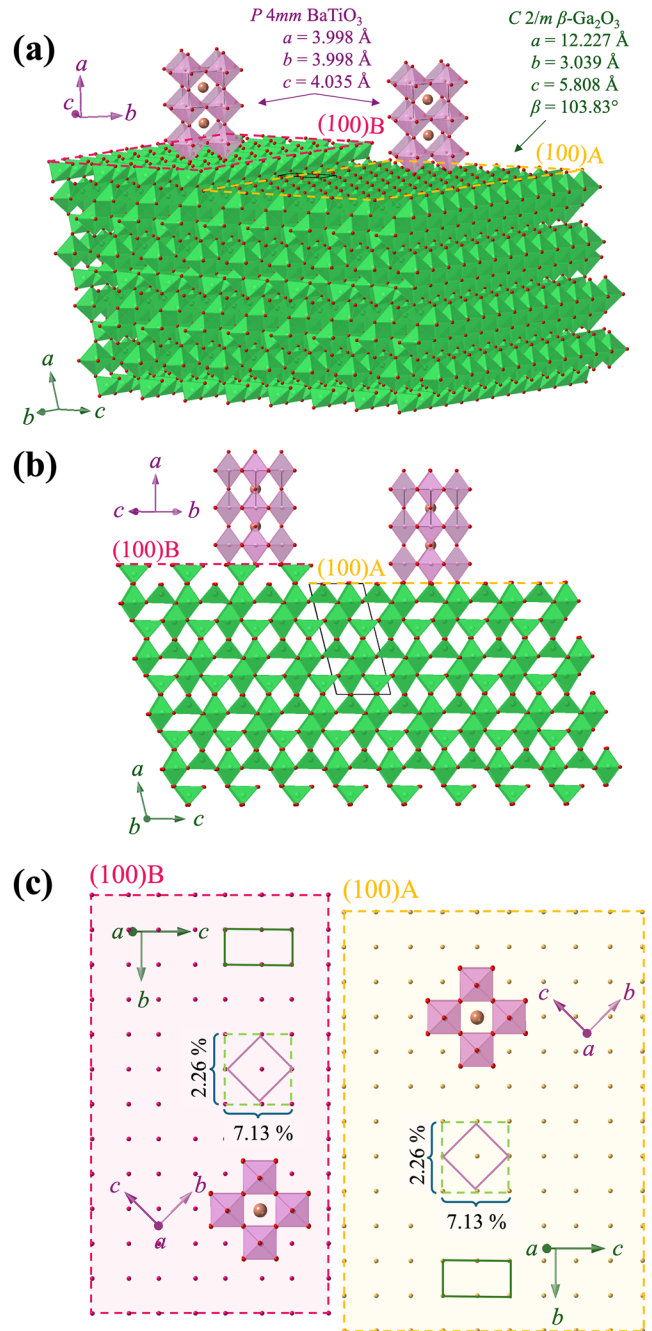 (a)
P 4mm BaTiO₃
a = 3.998 Å
b = 3.998 Å
c = 4.035 Å
C 2/m β-Ga₂O₃
a = 12.227 Å
b = 3.039 Å
c = 5.808 Å
β = 103.83°
a
c
b
(100)B
(100)A
a
b
c
(b)
a
c
b
(100)B
(100)A
a
b
c
(c)
(100)B
(100)A
a
c
b
c
b
a
2.26 %
7.13 %
2.26 %
7.13 %
c
b
a
a
c
b